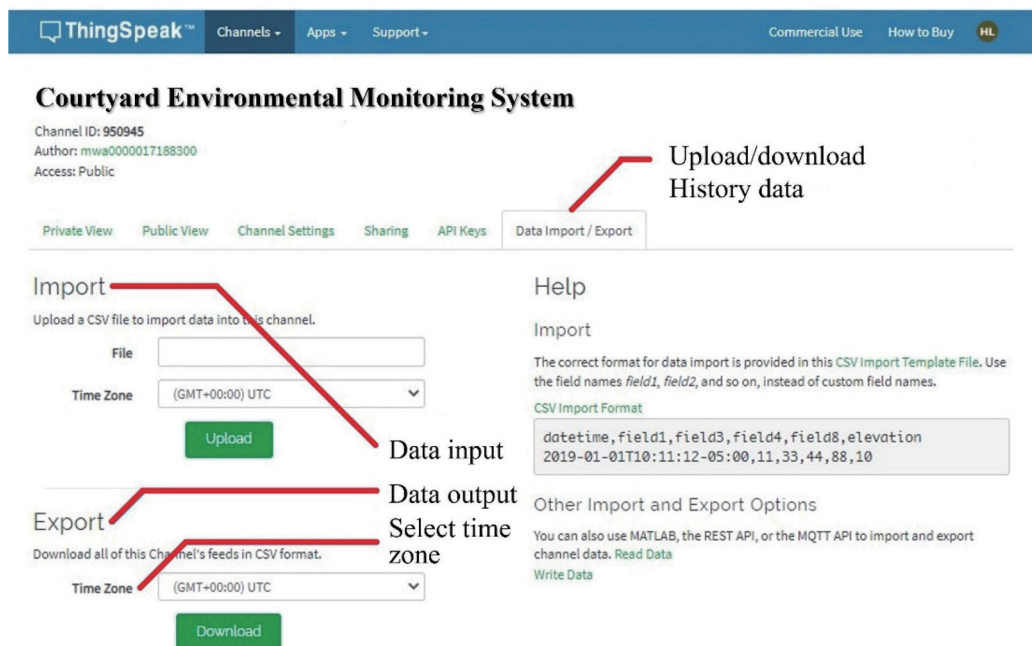 ThingSpeak™ Channels Apps Support Commercial Use How to Buy HL
Courtyard Environmental Monitoring System
Channel ID: 950945
Author: mwa0000017188300
Access: Public
Upload/download
History data
Private View Public View Channel Settings Sharing API Keys Data Import / Export
Import
Upload a CSV file to import data into this channel.
File
Time Zone (GMT+00:00) UTC
Upload
Data input
Data output
Export
Select time
zone
Download all of this Channel's feeds in CSV format.
Time Zone (GMT+00:00) UTC
Download
Help
Import
The correct format for data import is provided in this CSV Import Template File. Use
the field names field1, field2, and so on, instead of custom field names.
CSV Import Format
datetime,field1,field3,field4,field8,elevation
2019-01-01T10:11:12-05:00,11,33,44,88,10
Other Import and Export Options
You can also use MATLAB, the REST API, or the MQTT API to import and export
channel data. Read Data
Write Data